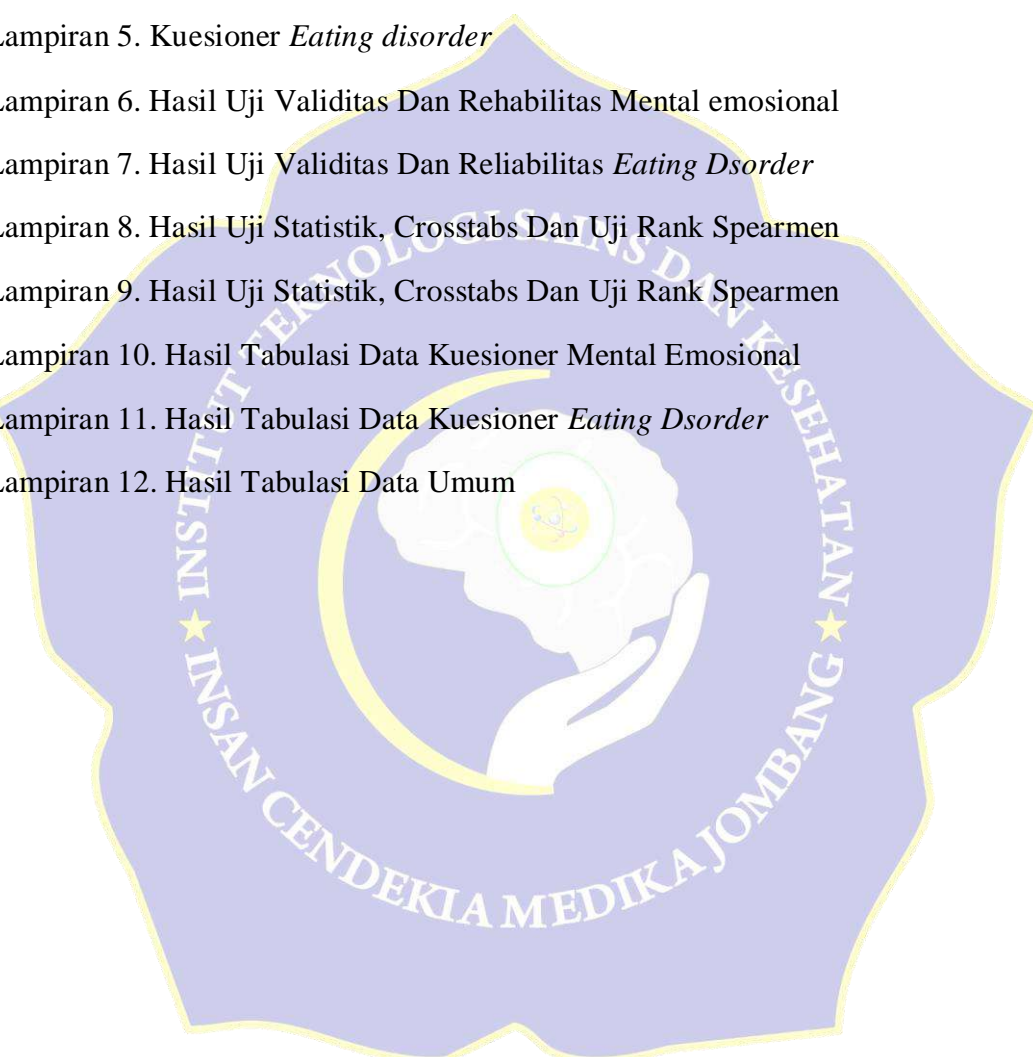 Lampiran 5. Kuesioner Eating disorder
Lampiran 6. Hasil Uji Validitas Dan Rehabilitas Mental emosional
Lampiran 7. Hasil Uji Validitas Dan Reliabilitas Eating Dsorder
Lampiran 8. Hasil Uji Statistik, Crosstabs Dan Uji Rank Spearmen
Lampiran 9. Hasil Uji Statistik, Crosstabs Dan Uji Rank Spearmen
Lampiran 10. Hasil Tabulasi Data Kuesioner Mental Emosional
Lampiran 11. Hasil Tabulasi Data Kuesioner Eating Dsorder
Lampiran 12. Hasil Tabulasi Data Umum
INSTITUT TEKNOLOGI SAINS DAN KESEHATAN
INSAN CENDEKIA MEDIKA JOMBANG